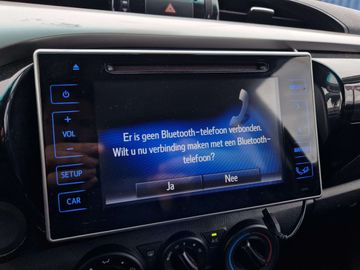 Er is geen Bluetooth-telefoon verbonden.
Wilt u nu verbinding maken met een Bluetooth-
telefoon?
Ja
Nee
+
VOL
−
SETUP
CAR